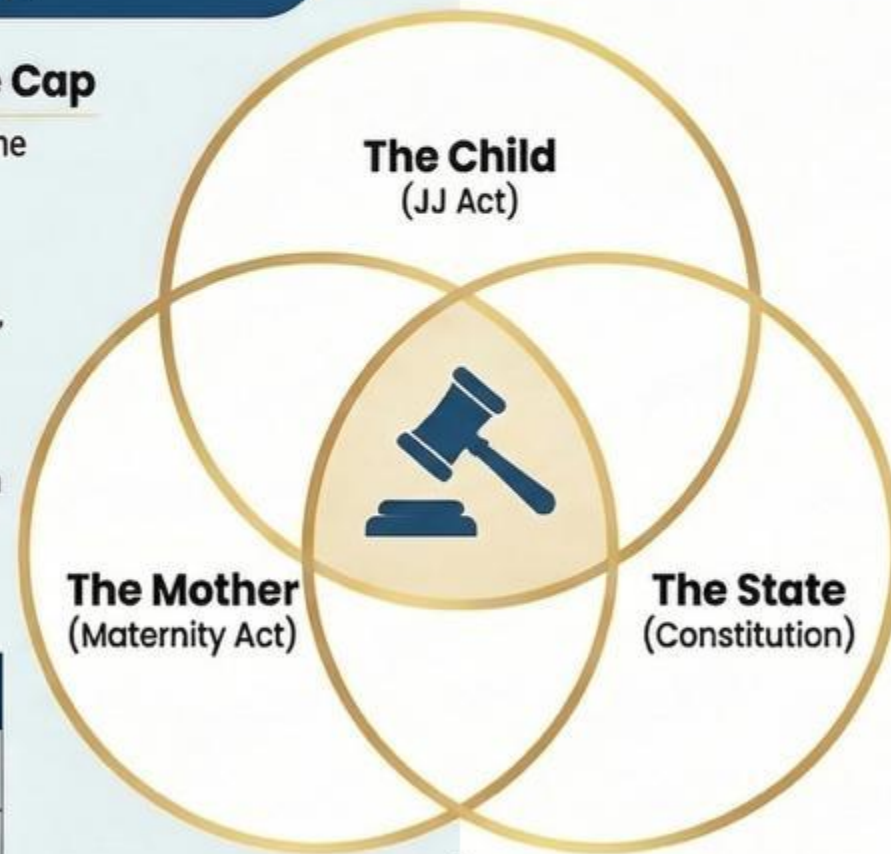 Cap
The Child
(JJ Act)
The Mother
(Maternity Act)
The State
(Constitution)